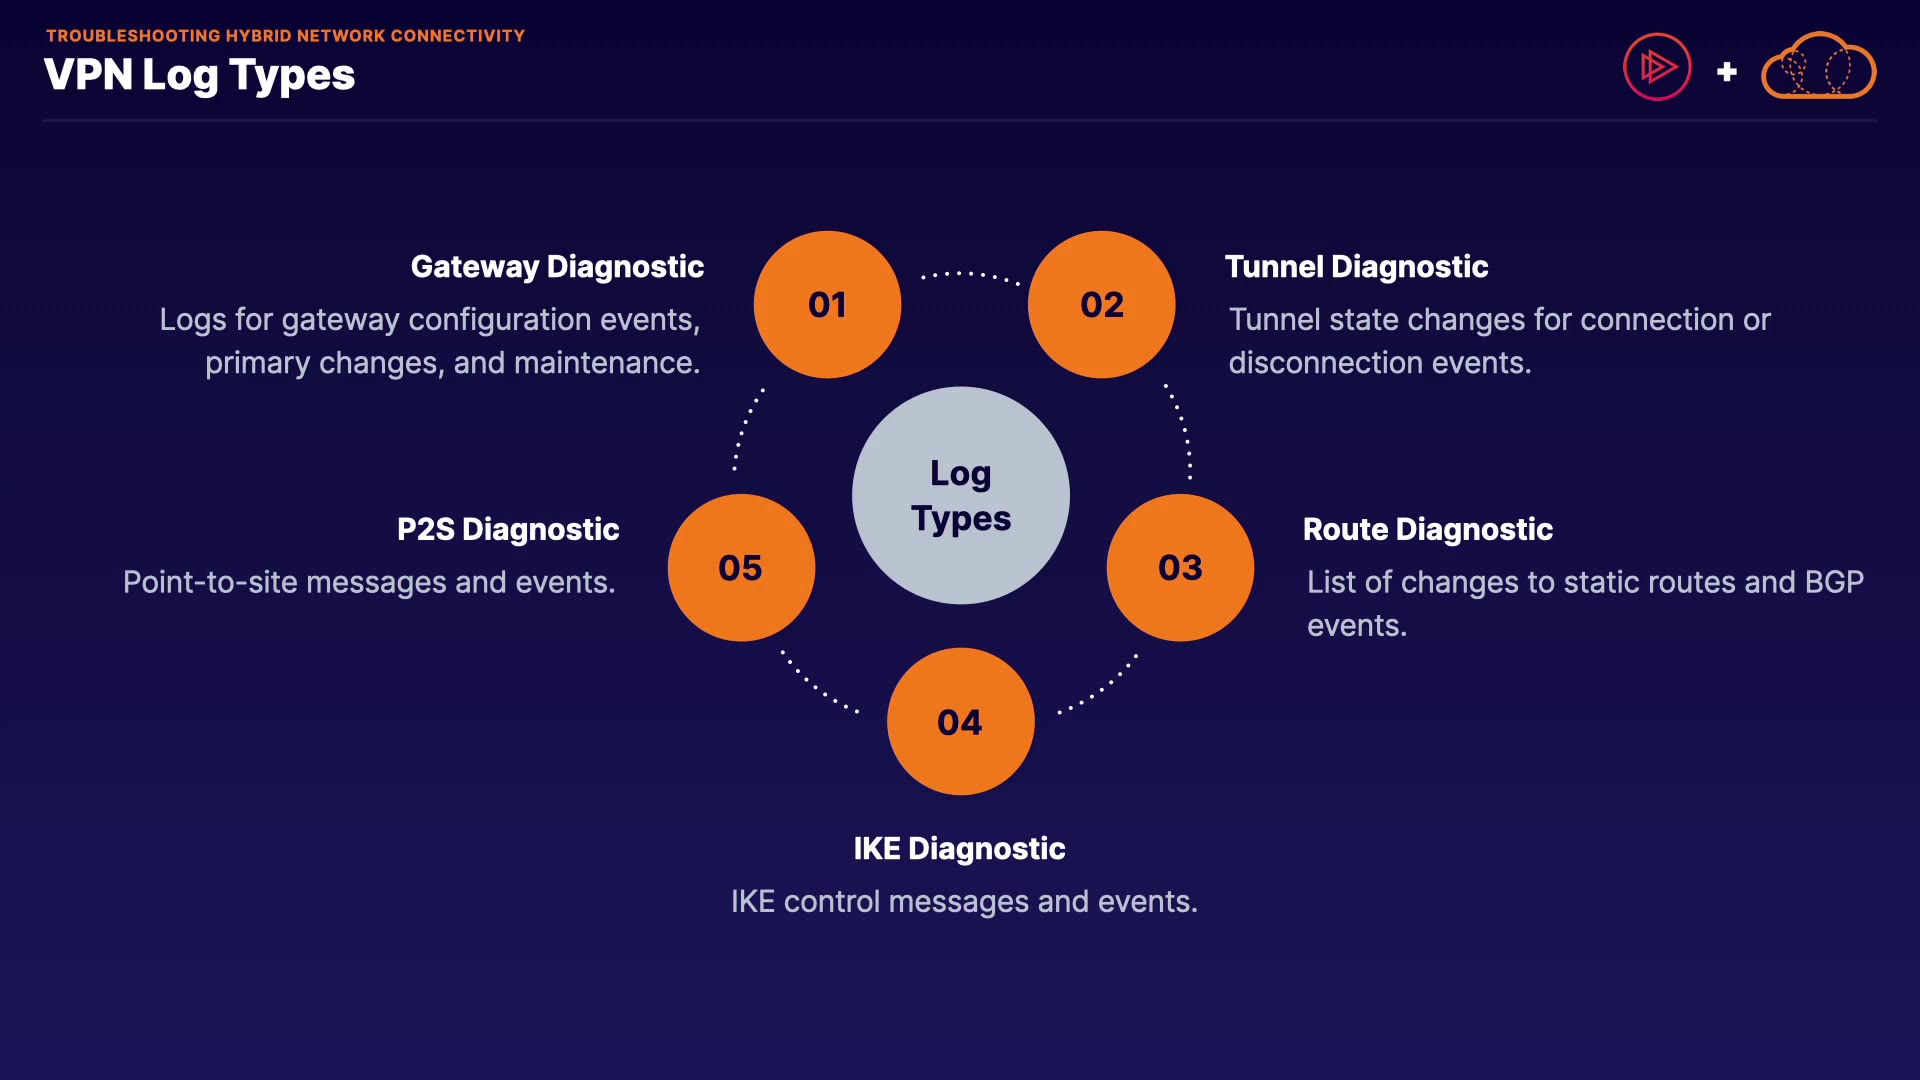 TROUBLESHOOTING HYBRID NETWORK CONNECTIVITY
VPN Log Types
01
Gateway Diagnostic
Logs for gateway configuration events,
primary changes, and maintenance.
02
Tunnel Diagnostic
Tunnel state changes for connection or
disconnection events.
Log
Types
03
Route Diagnostic
List of changes to static routes and BGP
events.
04
IKE Diagnostic
IKE control messages and events.
05
P2S Diagnostic
Point-to-site messages and events.